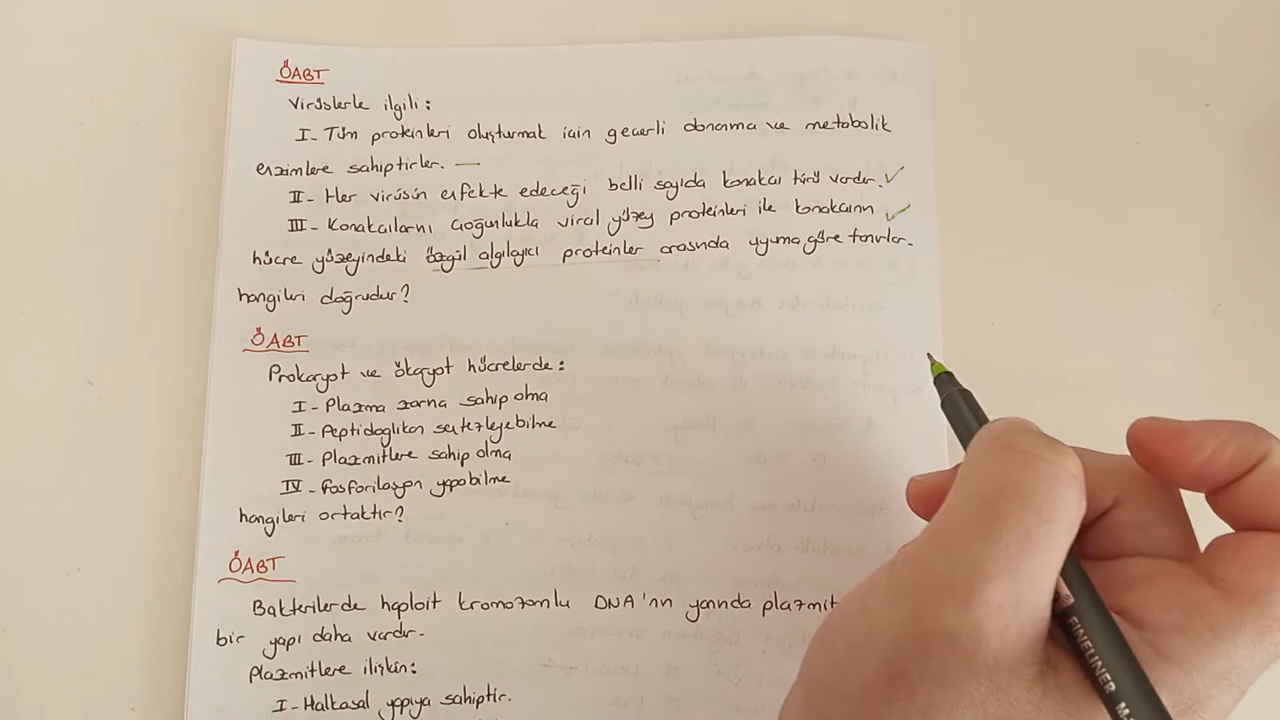 ÖABT
Virüslerle ilgili:
I- Tüm proteinleri oluşturmak için geçerli donanıma ve metabolik
enzimlere sahiptirler. —
II- Her virüsün enfekte edeceği belli sayıda konakçı türü vardır. ✓
III- Konakçılarını çoğunlukla viral yüzey proteinleri ile konakçının ✓
hücre yüzeyindeki özgül algılayıcı proteinler arasında uyuma göre tanırlar.
hangileri doğrudur?
ÖABT
Prokaryot ve ökaryot hücrelerde:
I- Plazma zarına sahip olma
II- Peptidoglikan sentezleyebilme
III- Plazmitlere sahip olma
IV- Fosforilasyon yapabilme
hangileri ortaktır?
ÖABT
Bakterilerde haploit kromozomlu DNA'nın yanında plazmit
bir yapı daha vardır.
Plazmitlere ilişkin:
I- Halkasal yapıya sahiptir.
FINELINER M